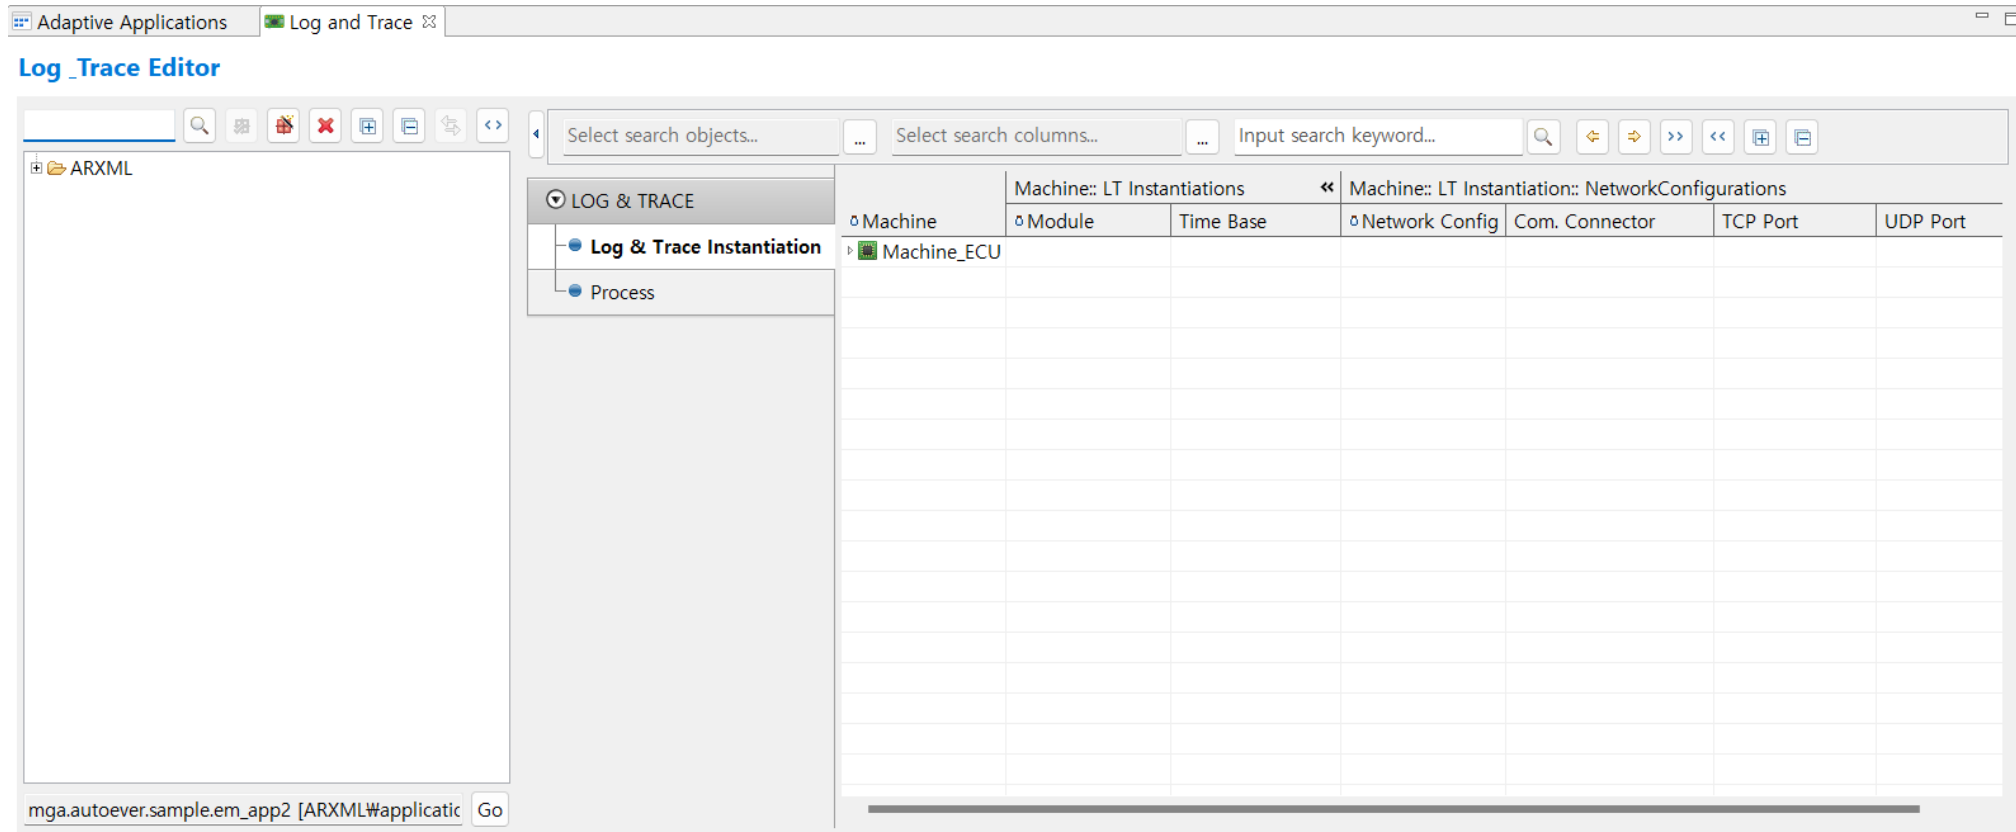 Adaptive Applications Log and Trace
Log _Trace Editor
Select search objects... ... Select search columns... ... Input search keyword...
ARXML
LOG & TRACE
Log & Trace Instantiation
Process
Machine:: LT Instantiations Machine:: LT Instantiation:: NetworkConfigurations
Machine Module Time Base Network Config Com. Connector TCP Port UDP Port
Machine_ECU
mga.autoever.sample.em_app2 [ARXML₩applicatic Go